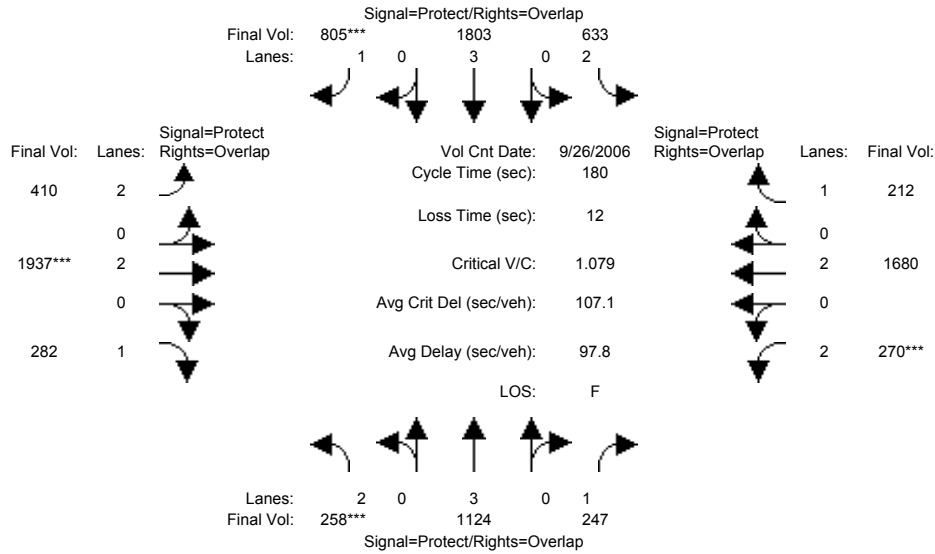 Signal=Protect/Rights=Overlap
Final Vol: 805*** 1803 633
Lanes: 1 0 3 0 2
Signal=Protect Signal=Protect
Final Vol: Lanes: Rights=Overlap Vol Cnt Date: 9/26/2006 Rights=Overlap Lanes: Final Vol:
Cycle Time (sec): 180
410 2 1 212
Loss Time (sec): 12
0 0
1937*** 2 Critical V/C: 1.079 2 1680
0 Avg Crit Del (sec/veh): 107.1 0
282 1 Avg Delay (sec/veh): 97.8 2 270***
LOS: F
Lanes: 2 0 3 0 1
Final Vol: 258*** 1124 247
Signal=Protect/Rights=Overlap